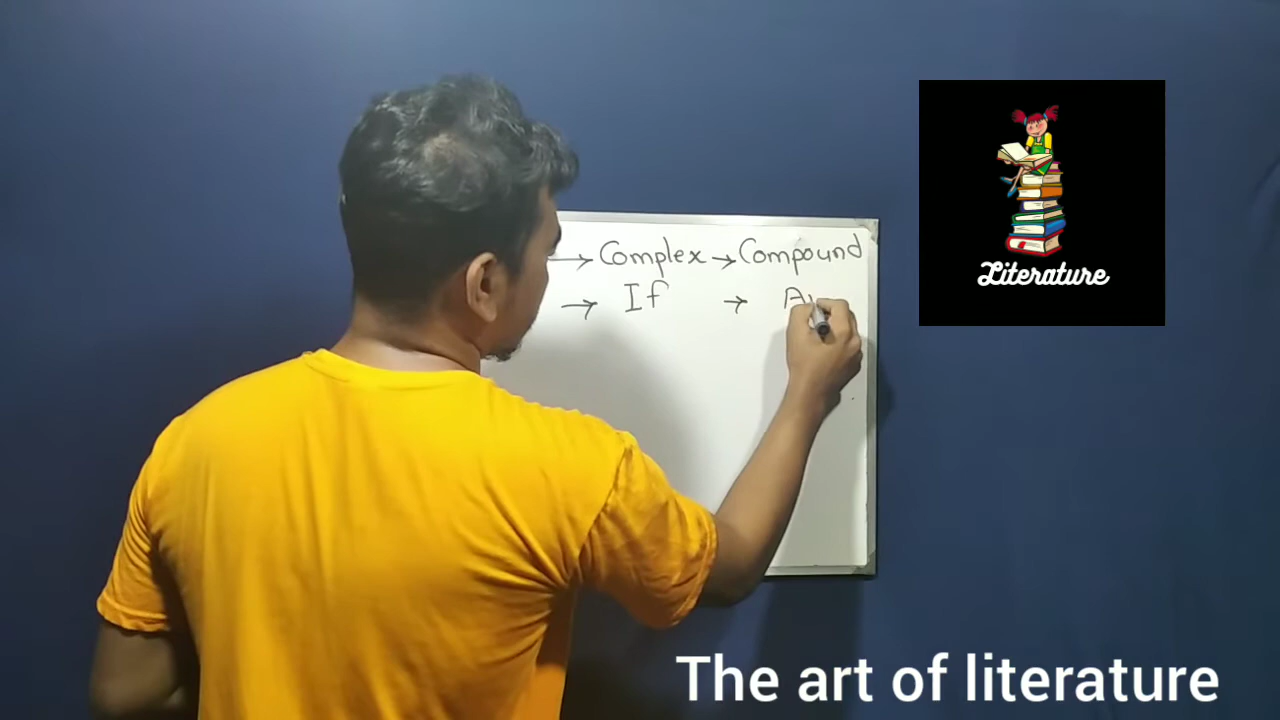 → Complex → Compound
→ If →
Literature
The art of literature